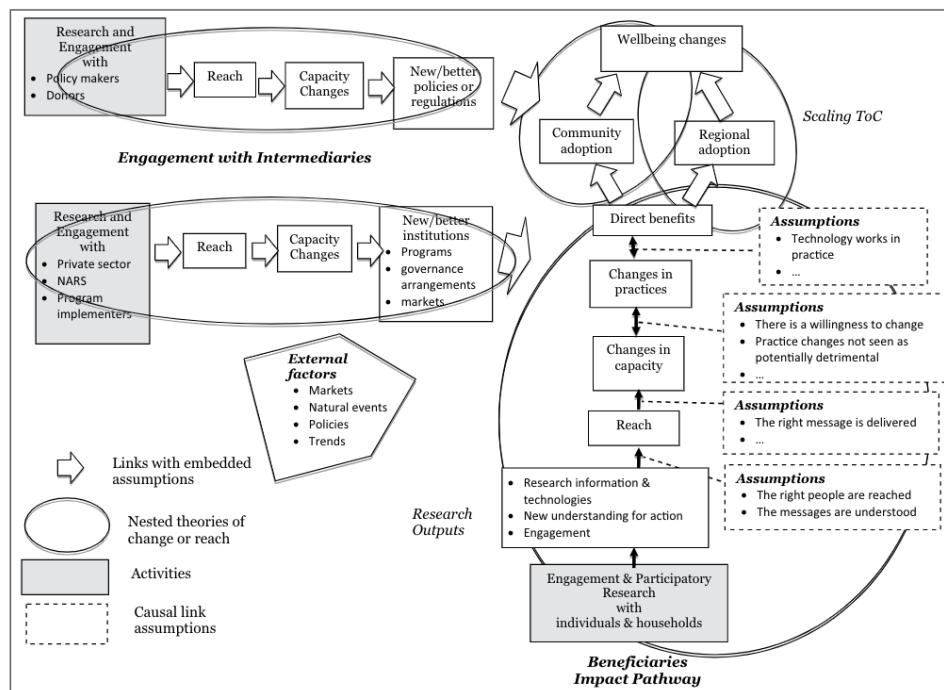 Research and
Engagement
with
• Policy makers
• Donors
Reach
Capacity
Changes
New/better
policies or
regulations
Engagement with Intermediaries
Wellbeing changes
Community
adoption
Regional
adoption
Scaling ToC
Research and
Engagement
with
• Private sector
• NARS
• Program
implementers
Reach
Capacity
Changes
New/better
institutions
• Programs
• governance
arrangements
• markets
Direct benefits
Changes in
practices
Changes in
capacity
Reach
Assumptions
• Technology works in
practice
• ...
Assumptions
• There is a willingness to change
• Practice changes not seen as
potentially detrimental
• ...
Assumptions
• The right message is delivered
• ...
Assumptions
• The right people are reached
• The messages are understood
External
factors
• Markets
• Natural events
• Policies
• Trends
Research
Outputs
• Research information &
technologies
• New understanding for action
• Engagement
Engagement & Participatory
Research
with
individuals & households
Beneficiaries
Impact Pathway
Links with embedded
assumptions
Nested theories of
change or reach
Activities
Causal link
assumptions